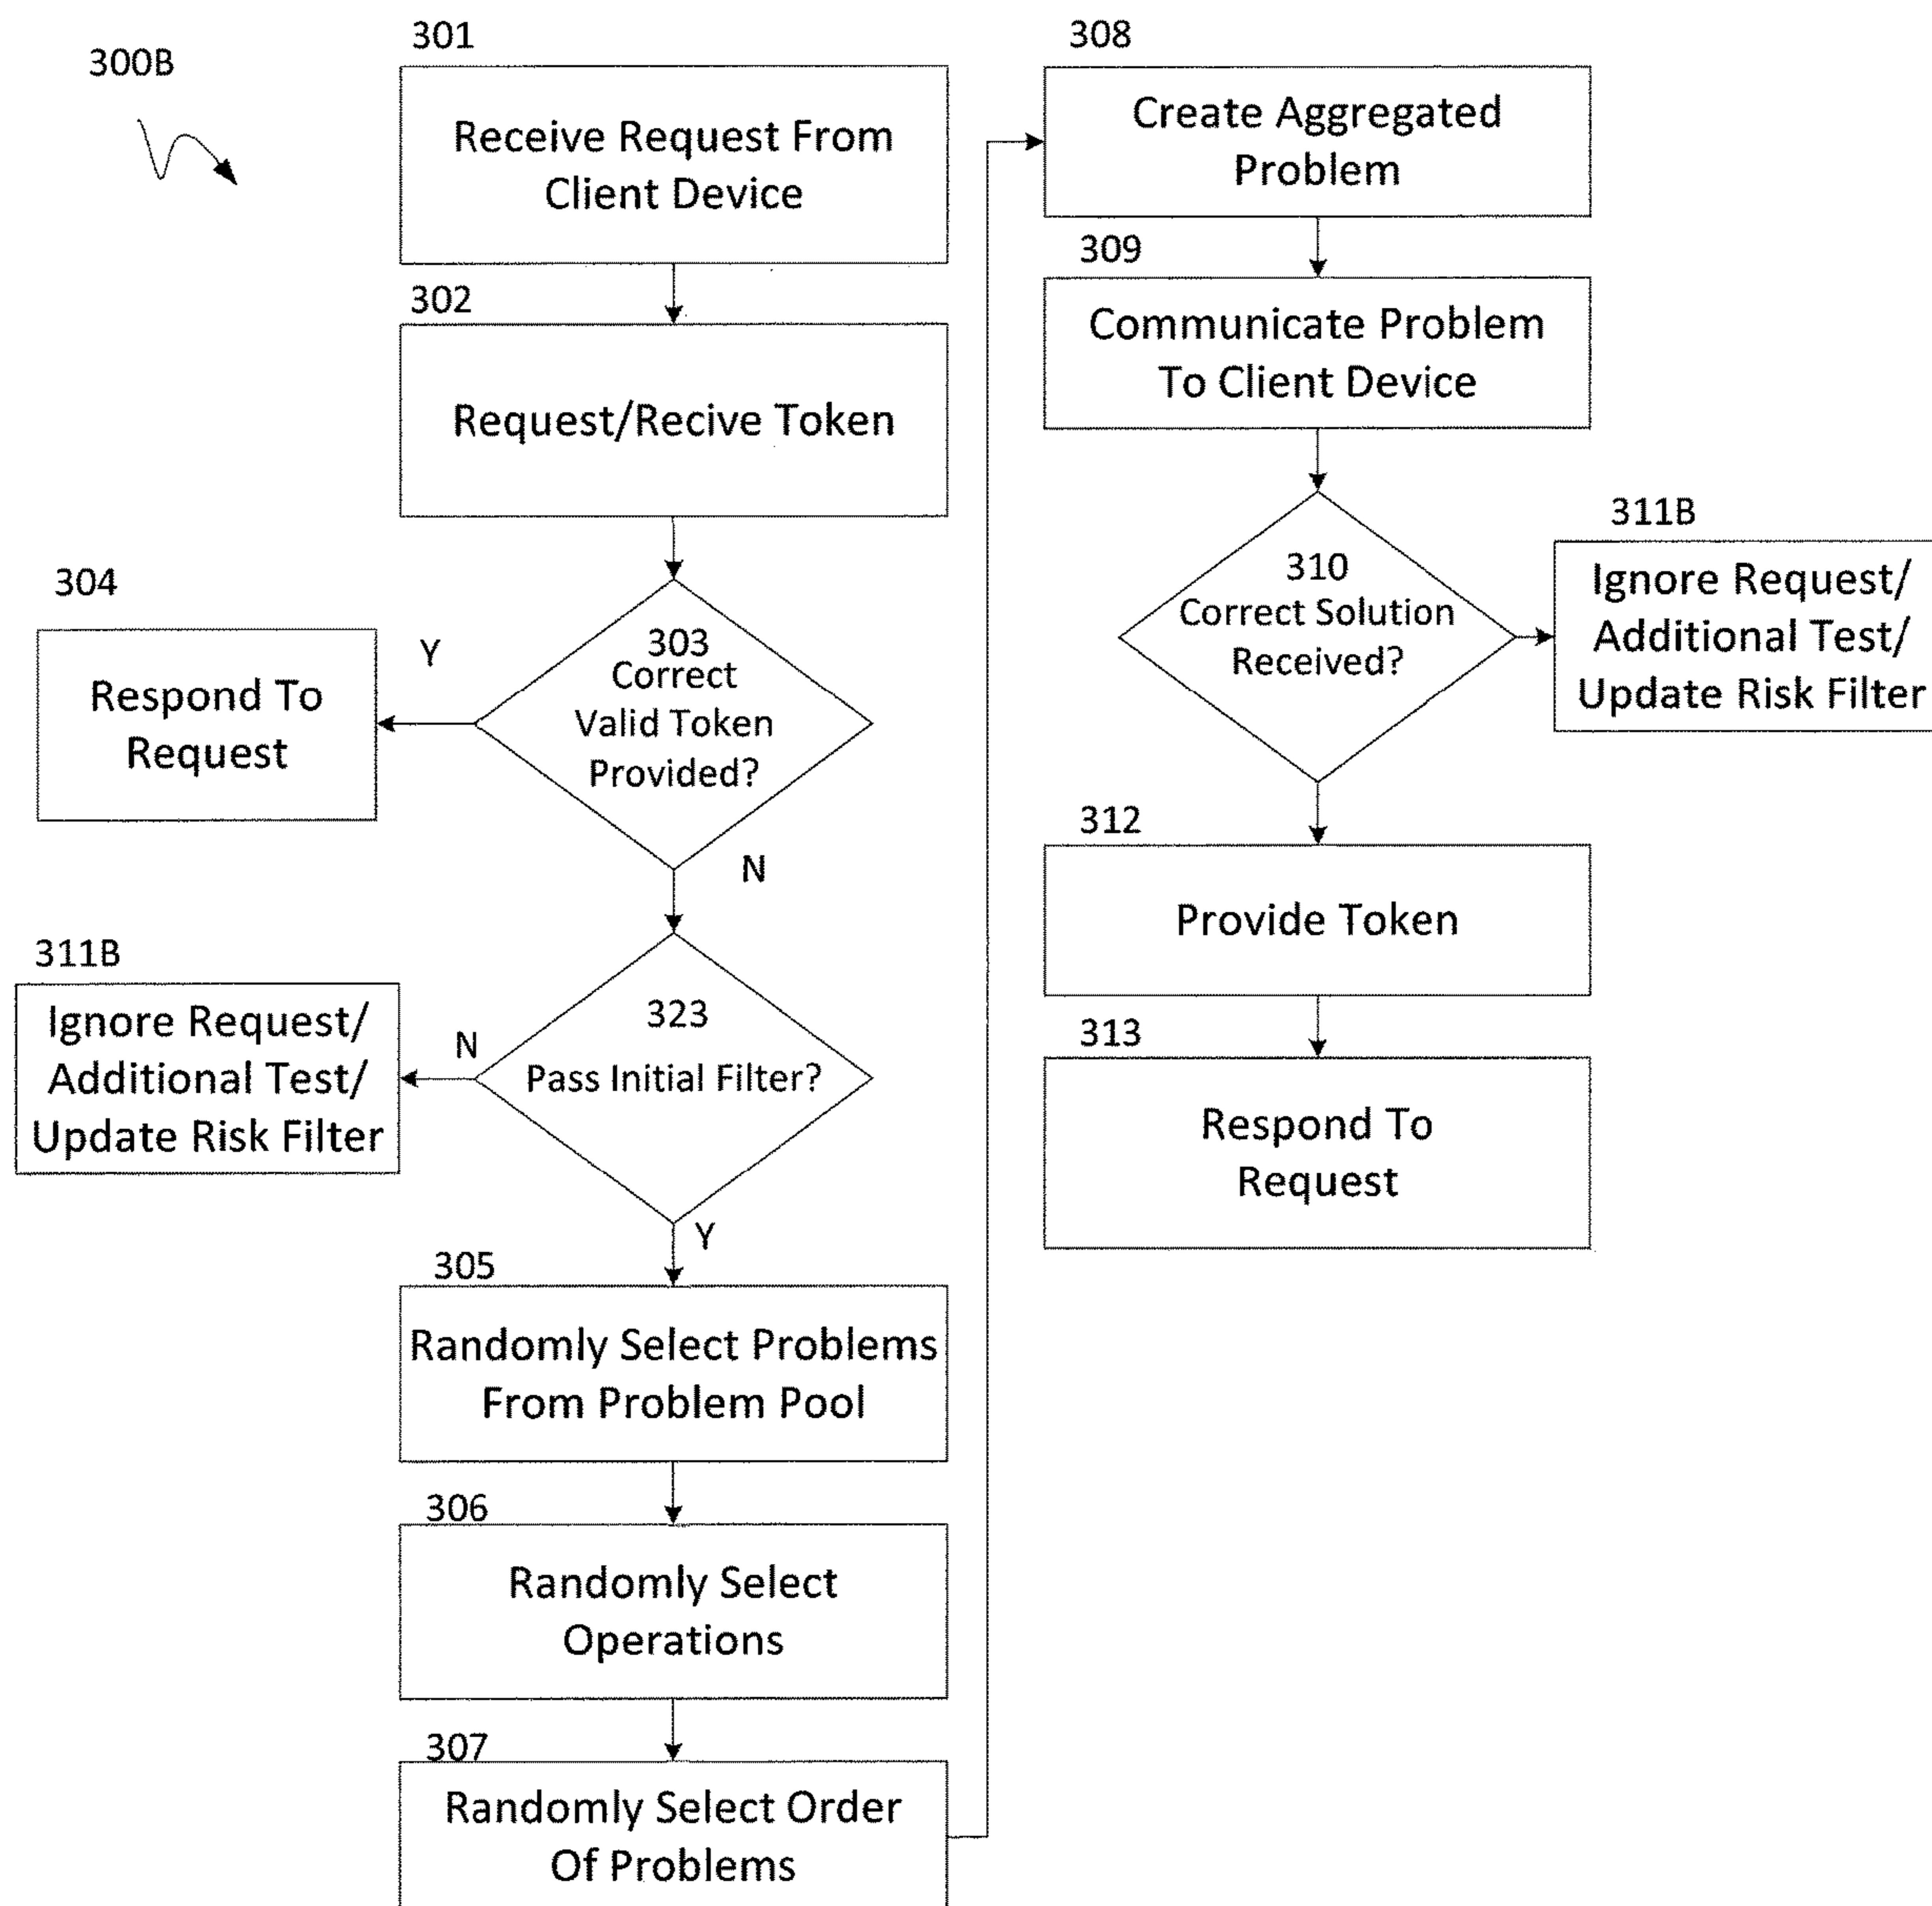 300B
301
Receive Request From
Client Device
302
Request/Recive Token
303
Correct
Valid Token
Provided?
Y
304
Respond To
Request
N
323
Pass Initial Filter?
N
311B
Ignore Request/
Additional Test/
Update Risk Filter
Y
305
Randomly Select Problems
From Problem Pool
306
Randomly Select
Operations
307
Randomly Select Order
Of Problems
308
Create Aggregated
Problem
309
Communicate Problem
To Client Device
310
Correct Solution
Received?
311B
Ignore Request/
Additional Test/
Update Risk Filter
312
Provide Token
313
Respond To
Request